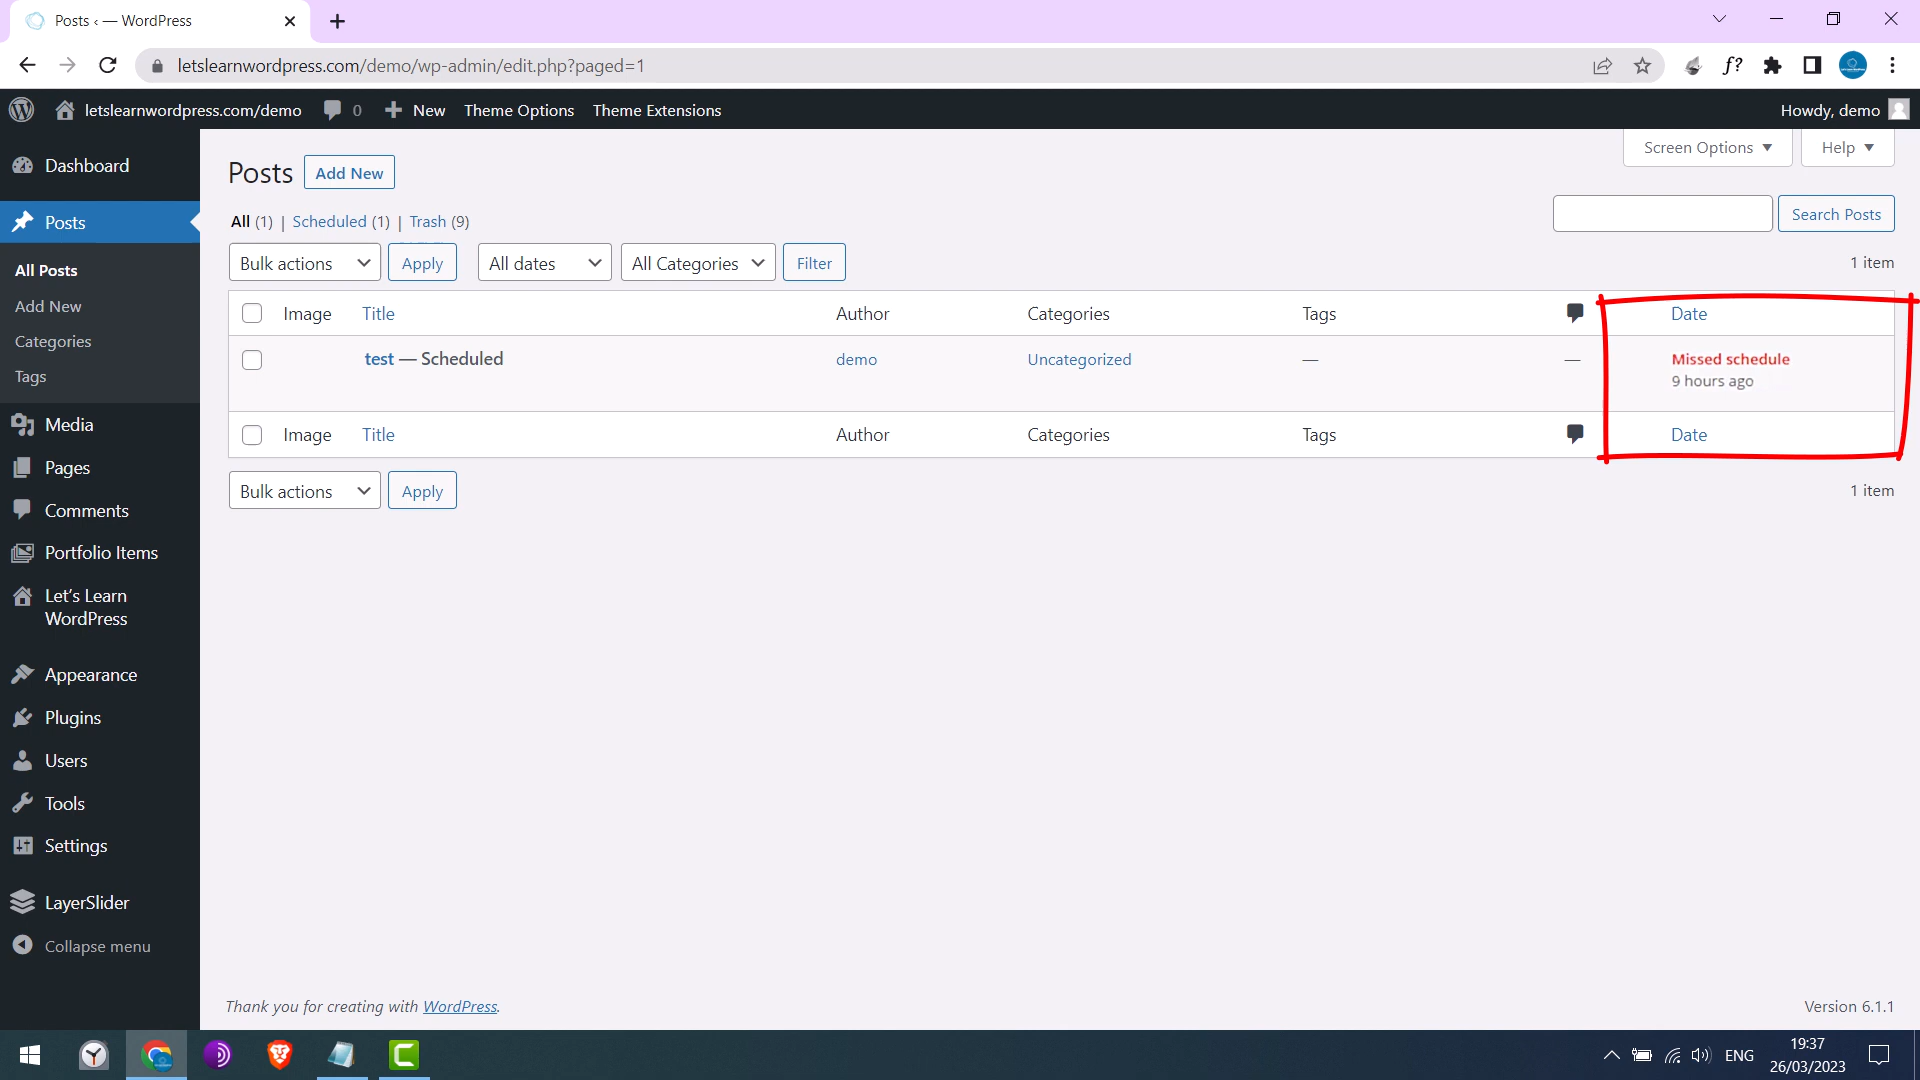 Posts ‹ — WordPress
letslearnwordpress.com/demo/wp-admin/edit.php?paged=1
f?
letslearnwordpress.com/demo 0 New Theme Options Theme Extensions Howdy, demo
Dashboard
Posts
All Posts
Add New
Categories
Tags
Media
Pages
Comments
Portfolio Items
Let's Learn
WordPress
Appearance
Plugins
Users
Tools
Settings
LayerSlider
Collapse menu
Screen Options Help
Posts Add New
All (1) | Scheduled (1) | Trash (9)
Search Posts
Bulk actions Apply All dates All Categories Filter 1 item
Image Title Author Categories Tags Date
test — Scheduled demo Uncategorized — — Missed schedule
9 hours ago
Image Title Author Categories Tags Date
Bulk actions Apply 1 item
Thank you for creating with WordPress. Version 6.1.1
ENG 19:37
26/03/2023